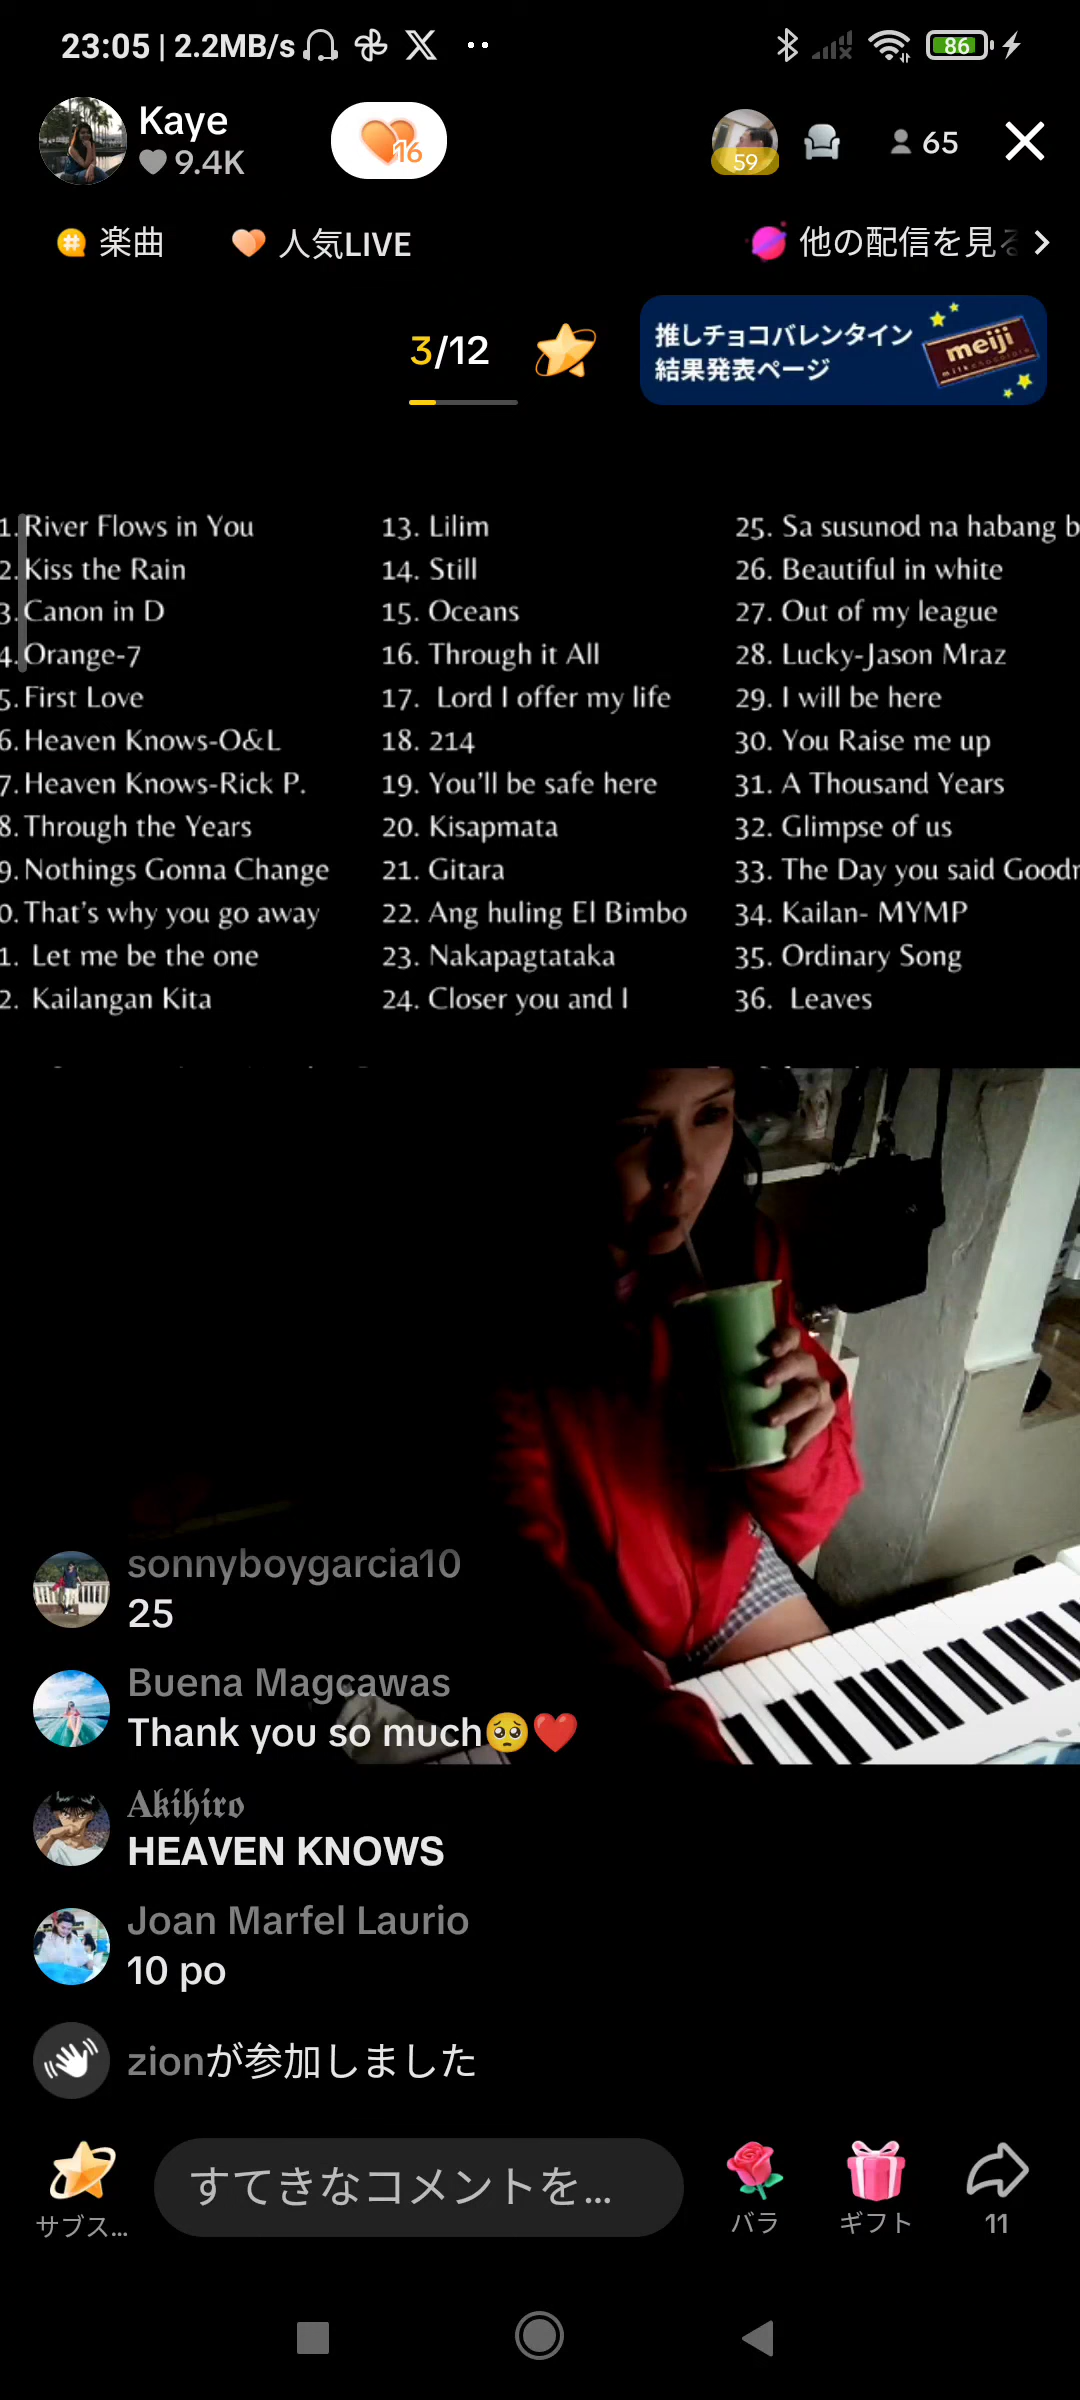 23:05 | 2.2MB/s
86
Kaye
9.4K
16
59
65
楽曲
人気LIVE
他の配信を見る
3/12
推しチョコバレンタイン
結果発表ページ
meiji
milk chocolate
1. River Flows in You
2. Kiss the Rain
3. Canon in D
4. Orange-7
5. First Love
6. Heaven Knows-O&L
7. Heaven Knows-Rick P.
8. Through the Years
9. Nothings Gonna Change
0. That's why you go away
1. Let me be the one
2. Kailangan Kita
13. Lilim
14. Still
15. Oceans
16. Through it All
17. Lord I offer my life
18. 214
19. You'll be safe here
20. Kisapmata
21. Gitara
22. Ang huling El Bimbo
23. Nakapagtataka
24. Closer you and I
25. Sa susunod na habang b
26. Beautiful in white
27. Out of my league
28. Lucky-Jason Mraz
29. I will be here
30. You Raise me up
31. A Thousand Years
32. Glimpse of us
33. The Day you said Good
34. Kailan- MYMP
35. Ordinary Song
36. Leaves
sonnyboygarcia10
25
Buena Magcawas
Thank you so much🥺❤️
Akihiro
HEAVEN KNOWS
Joan Marfel Laurio
10 po
zionが参加しました
サブス...
すてきなコメントを...
バラ
ギフト
11